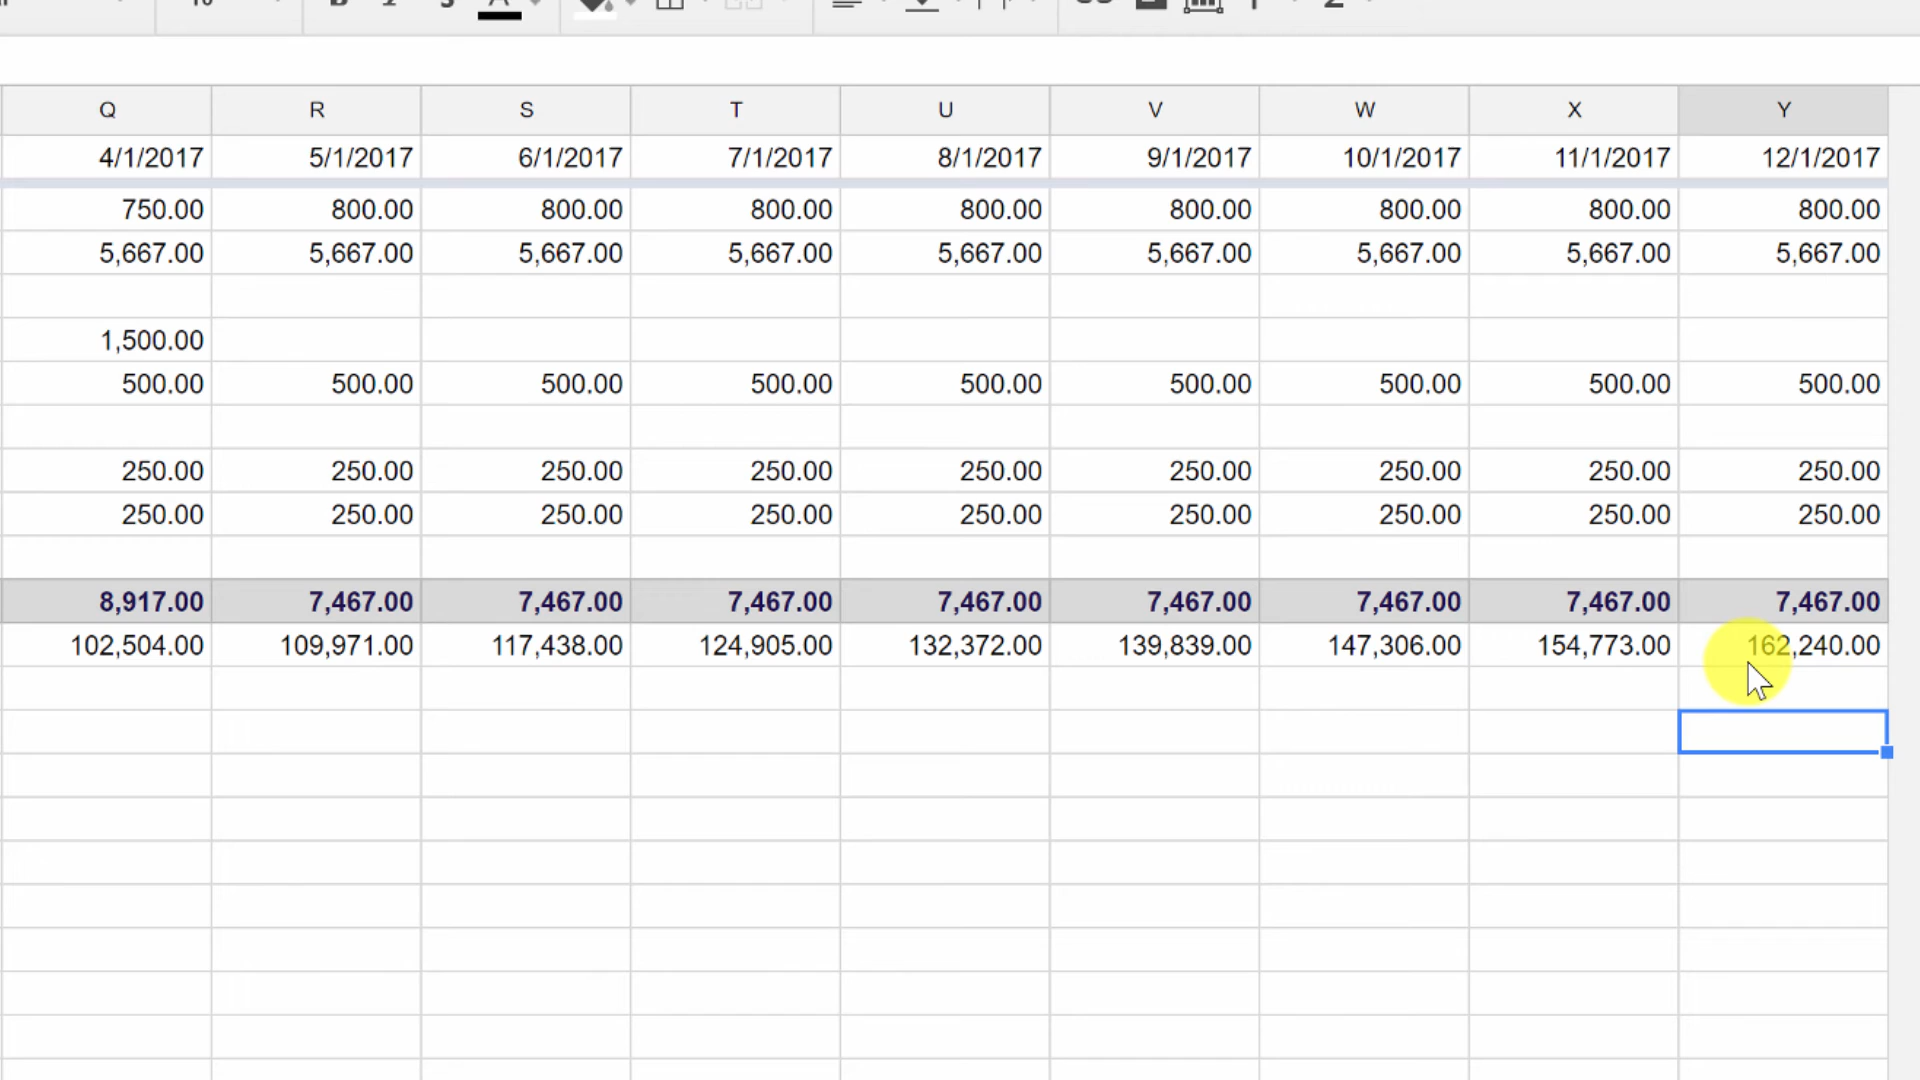 Q R S T U V W X Y
4/1/2017 5/1/2017 6/1/2017 7/1/2017 8/1/2017 9/1/2017 10/1/2017 11/1/2017 12/1/2017
750.00 800.00 800.00 800.00 800.00 800.00 800.00 800.00 800.00
5,667.00 5,667.00 5,667.00 5,667.00 5,667.00 5,667.00 5,667.00 5,667.00 5,667.00
1,500.00
500.00 500.00 500.00 500.00 500.00 500.00 500.00 500.00 500.00
250.00 250.00 250.00 250.00 250.00 250.00 250.00 250.00 250.00
250.00 250.00 250.00 250.00 250.00 250.00 250.00 250.00 250.00
8,917.00 7,467.00 7,467.00 7,467.00 7,467.00 7,467.00 7,467.00 7,467.00 7,467.00
102,504.00 109,971.00 117,438.00 124,905.00 132,372.00 139,839.00 147,306.00 154,773.00 162,240.00